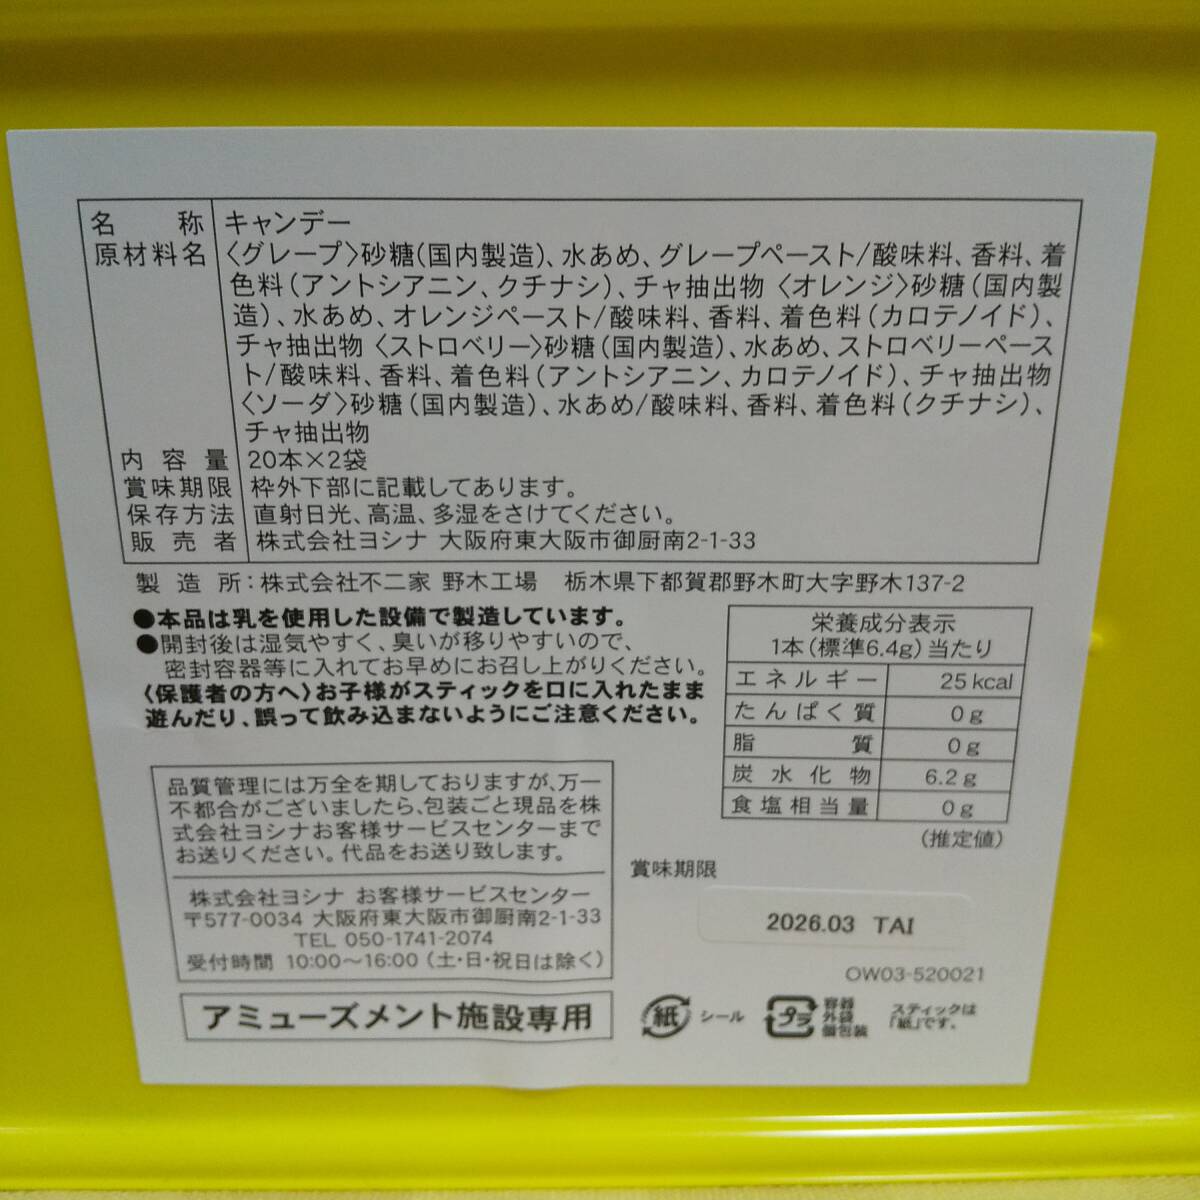 名称 キャンデー
原材料名 〈グレープ〉砂糖(国内製造)、水あめ、グレープペースト/酸味料、香料、着
色料(アントシアニン、クチナシ)、チャ抽出物 〈オレンジ〉砂糖(国内製
造)、水あめ、オレンジペースト/酸味料、香料、着色料(カロテノイド)、
チャ抽出物 〈ストロベリー〉砂糖(国内製造)、水あめ、ストロベリーペース
ト/酸味料、香料、着色料(アントシアニン、カロテノイド)、チャ抽出物
〈ソーダ〉砂糖(国内製造)、水あめ/酸味料、香料、着色料(クチナシ)、
チャ抽出物
内容量 20本×2袋
賞味期限 枠外下部に記載してあります。
保存方法 直射日光、高温、多湿をさけてください。
販売者 株式会社ヨシナ 大阪府東大阪市御厨南2-1-33
製造所:株式会社不二家 野木工場 栃木県下都賀郡野木町大字野木137-2
●本品は乳を使用した設備で製造しています。
●開封後は湿気やすく、臭いが移りやすいので、
密封容器等に入れてお早めにお召し上がりください。
〈保護者の方へ〉お子様がスティックを口に入れたまま
遊んだり、誤って飲み込まないようにご注意ください。
栄養成分表示
1本(標準6.4g)当たり
エネルギー 25kcal
たんぱく質 0g
脂質 0g
炭水化物 6.2g
食塩相当量 0g
(推定値)
品質管理には万全を期しておりますが、万一
不都合がございましたら、包装ごと現品を株
式会社ヨシナお客様サービスセンターまで
お送りください。代品をお送り致します。
株式会社ヨシナ お客様サービスセンター
〒577-0034 大阪府東大阪市御厨南2-1-33
TEL 050-1741-2074
受付時間 10:00～16:00(土・日・祝日は除く)
賞味期限
2026.03 TAI
OW03-520021
アミューズメント施設専用
紙 シール
プラ 容器
外袋
個包装
スティックは
「紙」です。